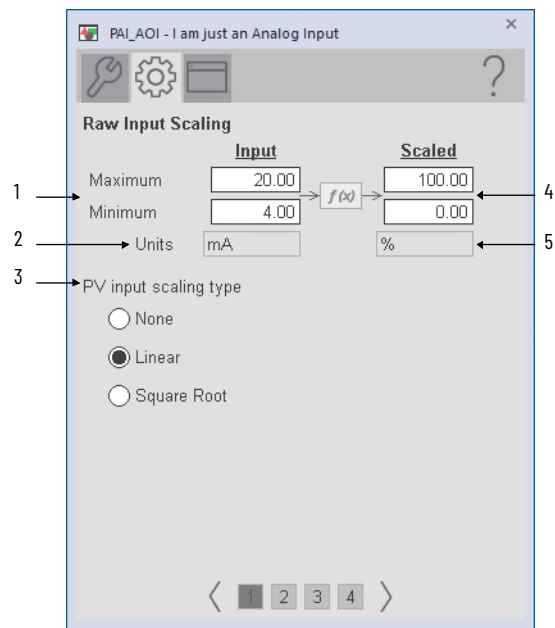 PAI_AOI - I am just an Analog Input ×
?
Raw Input Scaling
Input Scaled
1 Maximum 20.00 f(x) 100.00 4
Minimum 4.00 0.00
2 Units mA % 5
3 PV input scaling type
None
Linear
Square Root
1 2 3 4